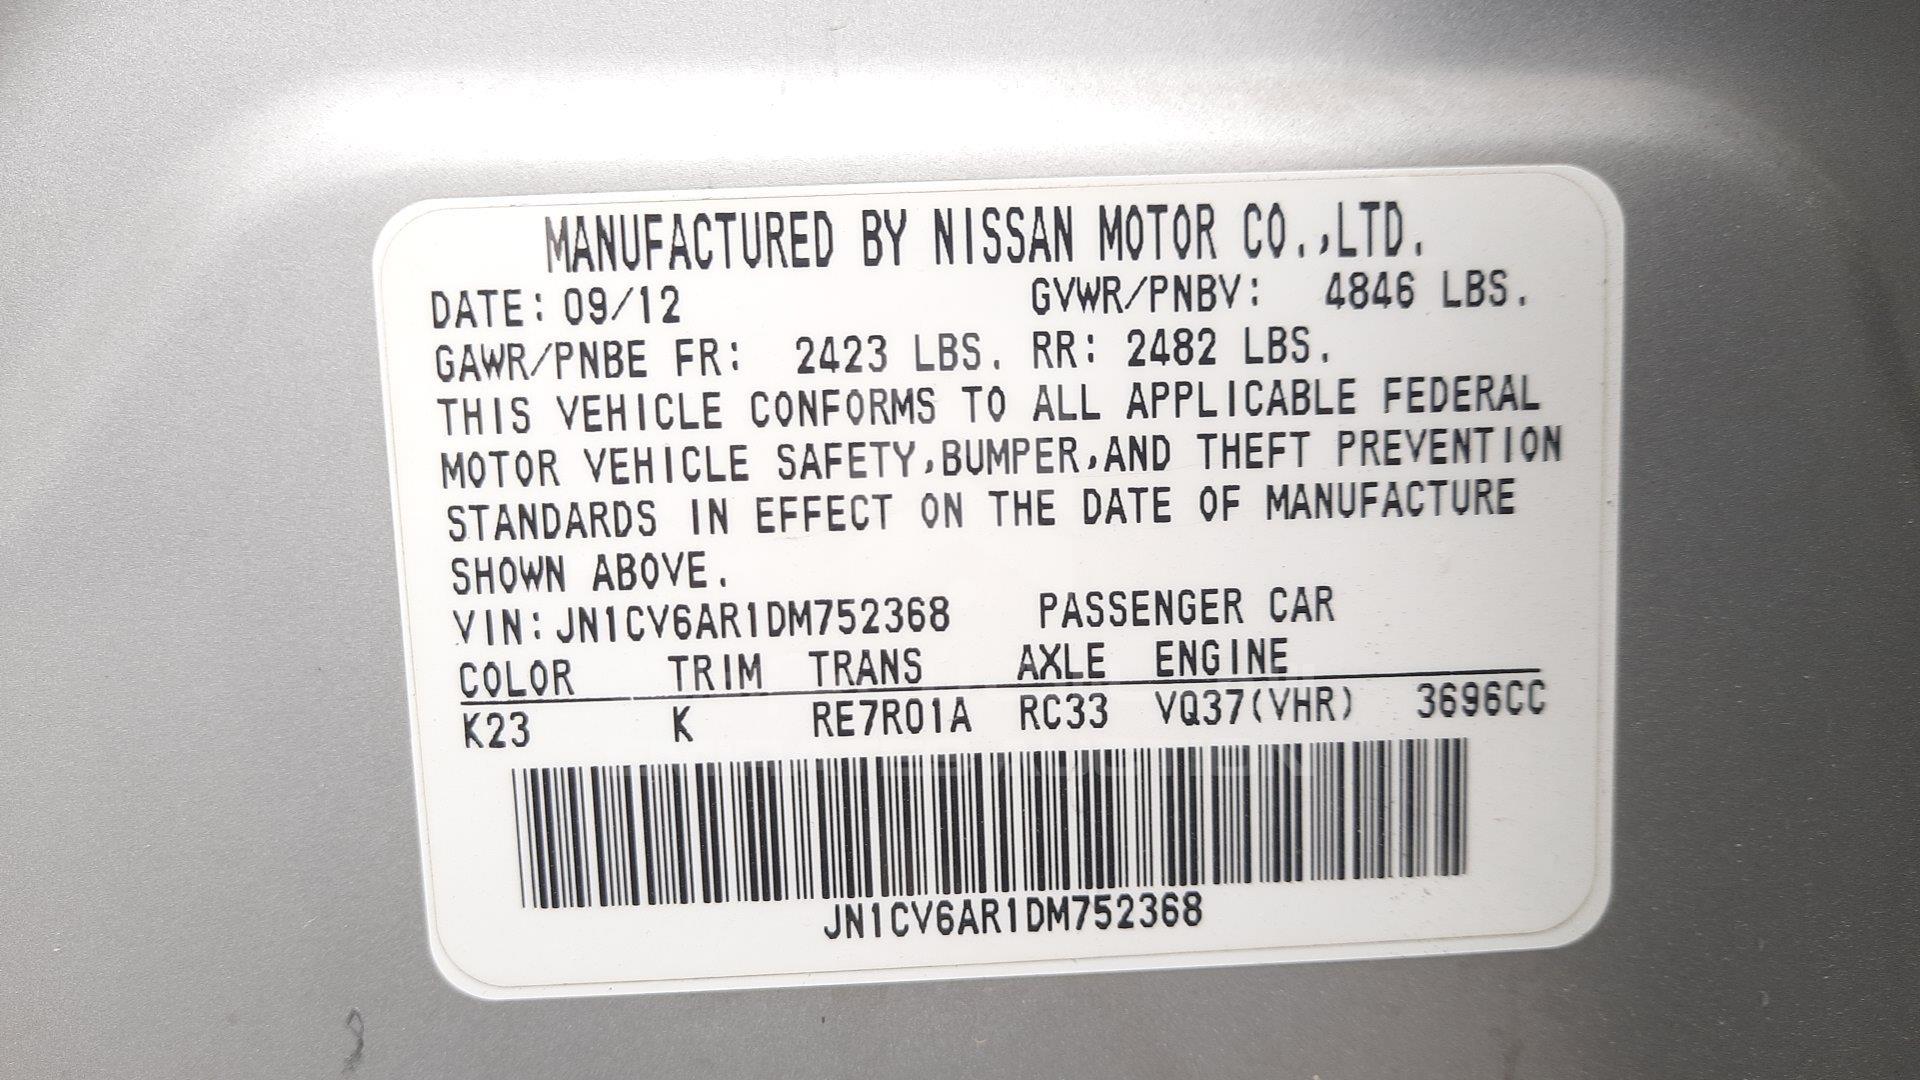 MANUFACTURED BY NISSAN MOTOR CO.,LTD.
DATE: 09/12 GVWR/PNBV: 4846 LBS.
GAWR/PNBE FR: 2423 LBS. RR: 2482 LBS.
THIS VEHICLE CONFORMS TO ALL APPLICABLE FEDERAL
MOTOR VEHICLE SAFETY,BUMPER,AND THEFT PREVENTION
STANDARDS IN EFFECT ON THE DATE OF MANUFACTURE
SHOWN ABOVE.
VIN:JN1CV6AR1DM752368 PASSENGER CAR
COLOR TRIM TRANS AXLE ENGINE
K23 K RE7R01A RC33 VQ37(VHR) 3696CC
JN1CV6AR1DM752368